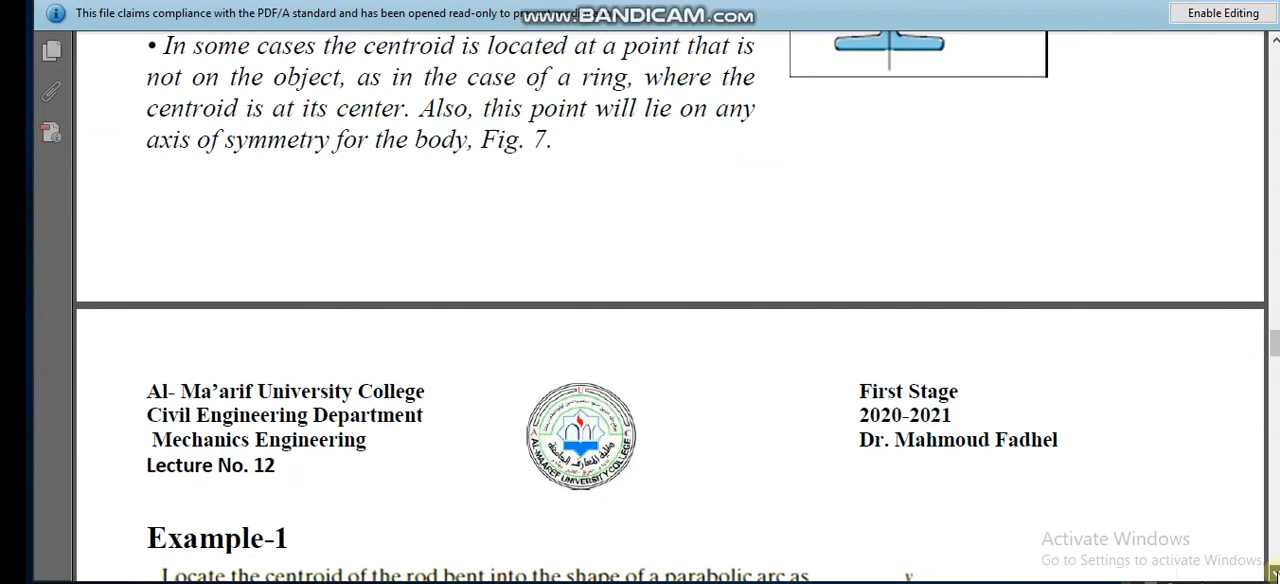 This file claims compliance with the PDF/A standard and has been opened read-only to
www.BANDICAM.com
Enable Editing
• In some cases the centroid is located at a point that is
not on the object, as in the case of a ring, where the
centroid is at its center. Also, this point will lie on any
axis of symmetry for the body, Fig. 7.
Al- Ma’arif University College
Civil Engineering Department
Mechanics Engineering
Lecture No. 12
AL-MAAREF UNIVERSITY COLLEGE
First Stage
2020-2021
Dr. Mahmoud Fadhel
Example-1
Locate the centroid of the rod bent into the shape of a parabolic arc as
y
Activate Windows
Go to Settings to activate Windows.